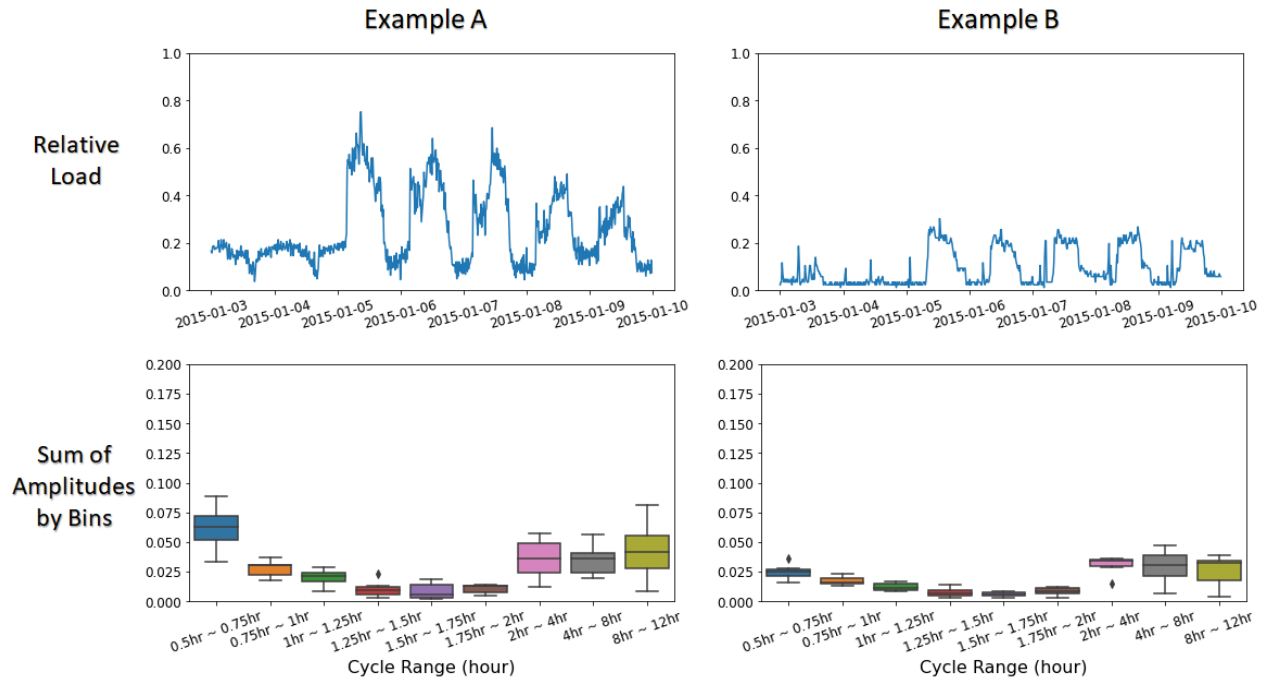 Example A
Example B
Relative
Load
1.0
0.8
0.6
0.4
0.2
0.0
2015-01-03
2015-01-04
2015-01-05
2015-01-06
2015-01-07
2015-01-08
2015-01-09
2015-01-10
1.0
0.8
0.6
0.4
0.2
0.0
2015-01-03
2015-01-04
2015-01-05
2015-01-06
2015-01-07
2015-01-08
2015-01-09
2015-01-10
Sum of
Amplitudes
by Bins
0.200
0.175
0.150
0.125
0.100
0.075
0.050
0.025
0.000
0.5hr ~ 0.75hr
0.75hr ~ 1hr
1hr ~ 1.25hr
1.25hr ~ 1.5hr
1.5hr ~ 1.75hr
1.75hr ~ 2hr
2hr ~ 4hr
4hr ~ 8hr
8hr ~ 12hr
Cycle Range (hour)
0.200
0.175
0.150
0.125
0.100
0.075
0.050
0.025
0.000
0.5hr ~ 0.75hr
0.75hr ~ 1hr
1hr ~ 1.25hr
1.25hr ~ 1.5hr
1.5hr ~ 1.75hr
1.75hr ~ 2hr
2hr ~ 4hr
4hr ~ 8hr
8hr ~ 12hr
Cycle Range (hour)